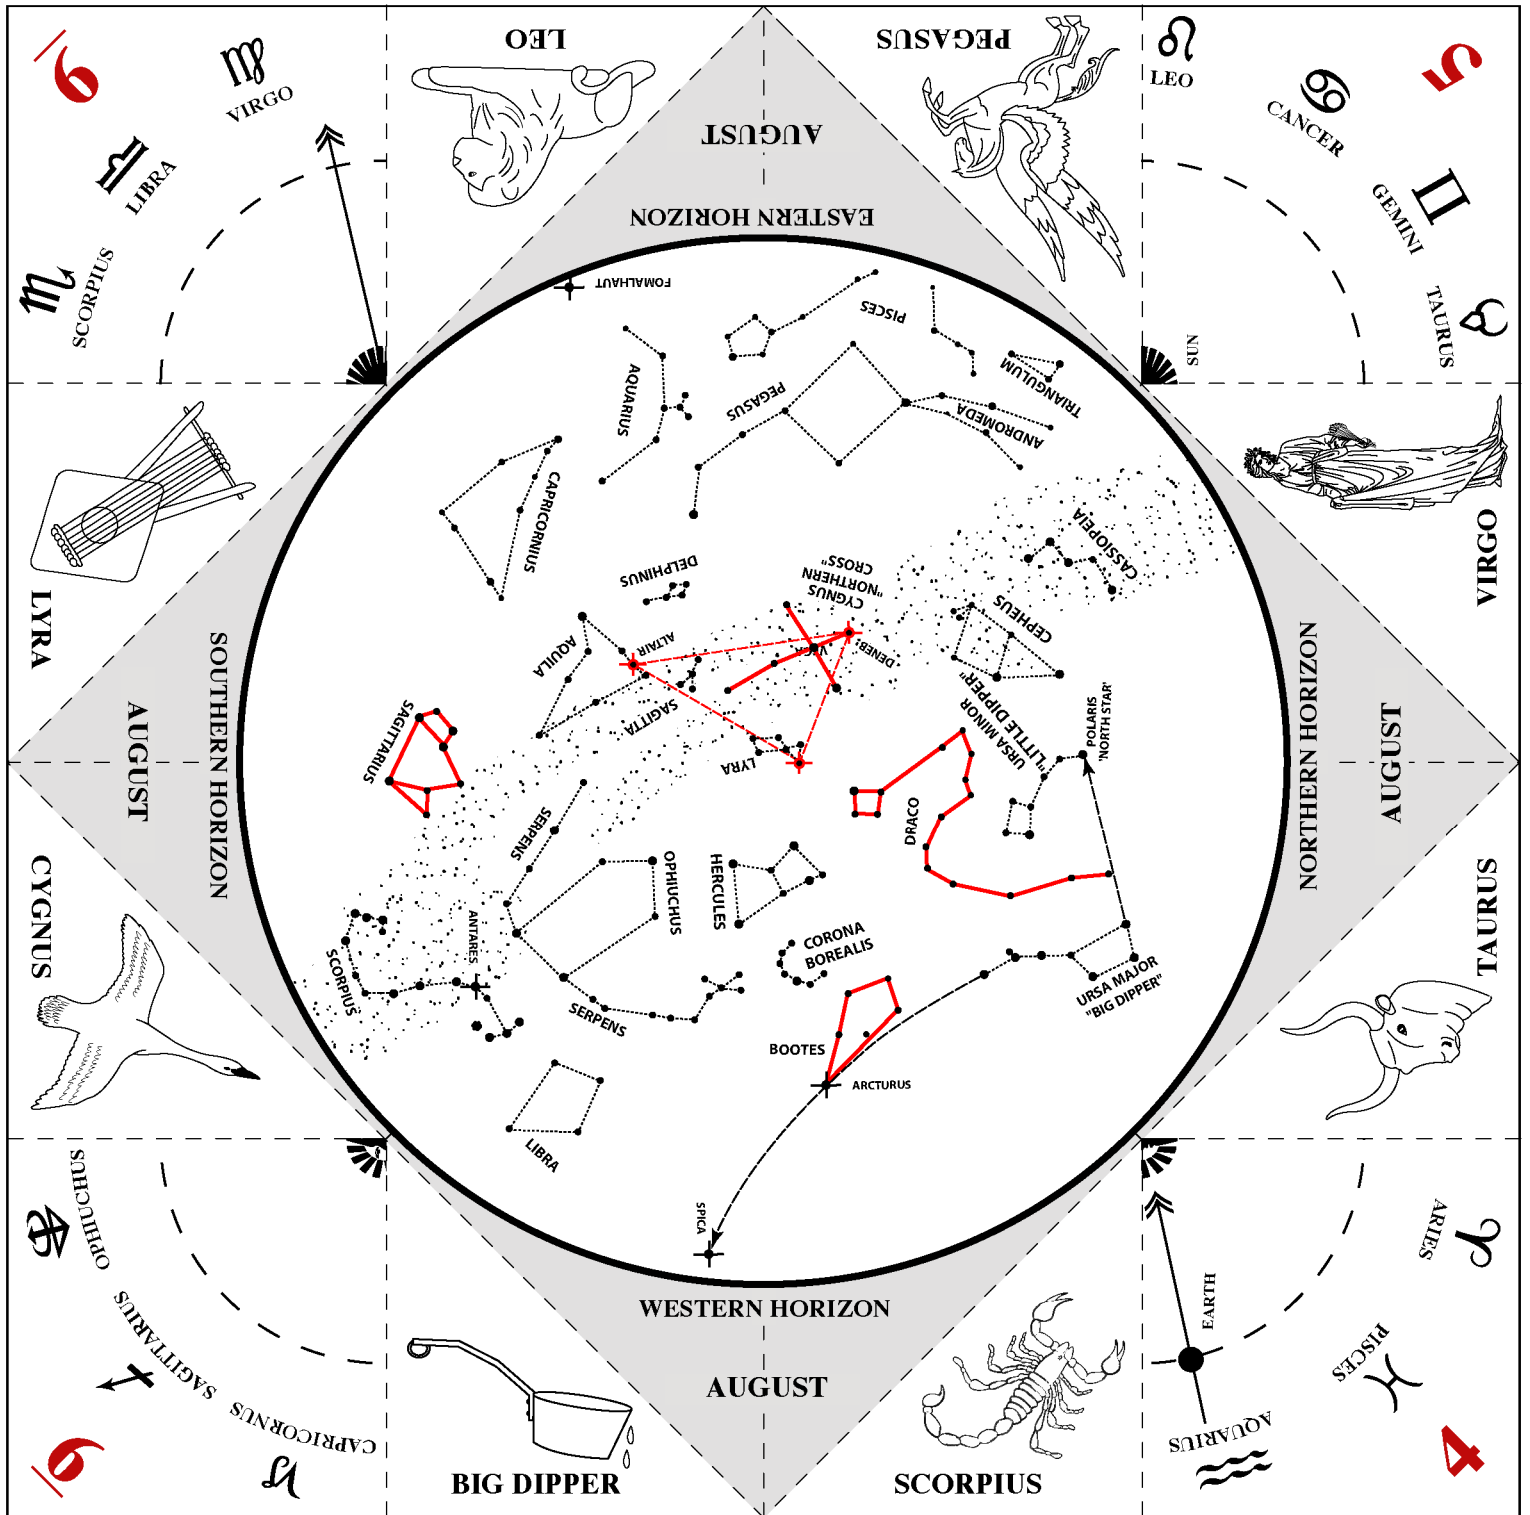 6
VIRGO
LIBRA
SCORPIUS
LEO
PEGASUS
LEO
CANCER
GEMINI
TAURUS
5
SUN
AUGUST
EASTERN HORIZON
LYRA
SOUTHERN HORIZON
AUGUST
CYGNUS
VIRGO
NORTHERN HORIZON
AUGUST
TAURUS
FOMALHAUT
PISCES
AQUARIUS
PEGASUS
TRIANGULUM
ANDROMEDA
CAPRICORNIUS
CASSIOPEIA
DELPHINUS
CYGNUS
"NORTHERN
CROSS"
CEPHEUS
AQUILA
ALTAIR
VEGA
DENEB
SAGITTA
SAGITTARIUS
LYRA
URSA MINOR
"LITTLE DIPPER"
POLARIS
'NORTH STAR'
DRACO
SERPENS
OPHIUCHUS
HERCULES
CORONA
BOREALIS
ANTARES
SCORPIUS
SERPENS
URSA MAJOR
"BIG DIPPER"
BOOTES
ARCTURUS
LIBRA
SPICA
WESTERN HORIZON
AUGUST
OPHIUCHUS
SAGITTARIUS
CAPRICORNUS
6
BIG DIPPER
SCORPIUS
ARIES
PISCES
EARTH
AQUARIUS
4